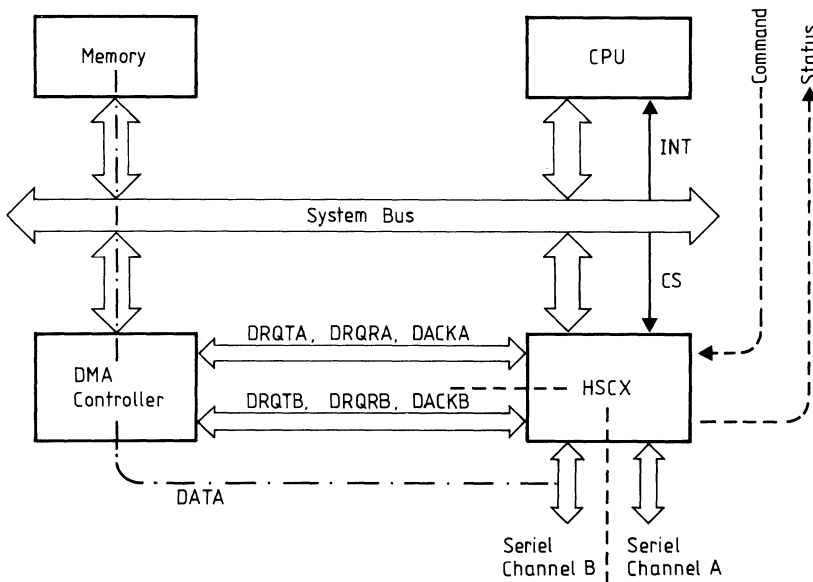 Memory
CPU
Command
Status
INT
System Bus
CS
DRQTA, DRQRA, DACKA
DMA
Controller
HSCX
DRQTB, DRQRB, DACKB
DATA
Seriel
Channel B
Seriel
Channel A